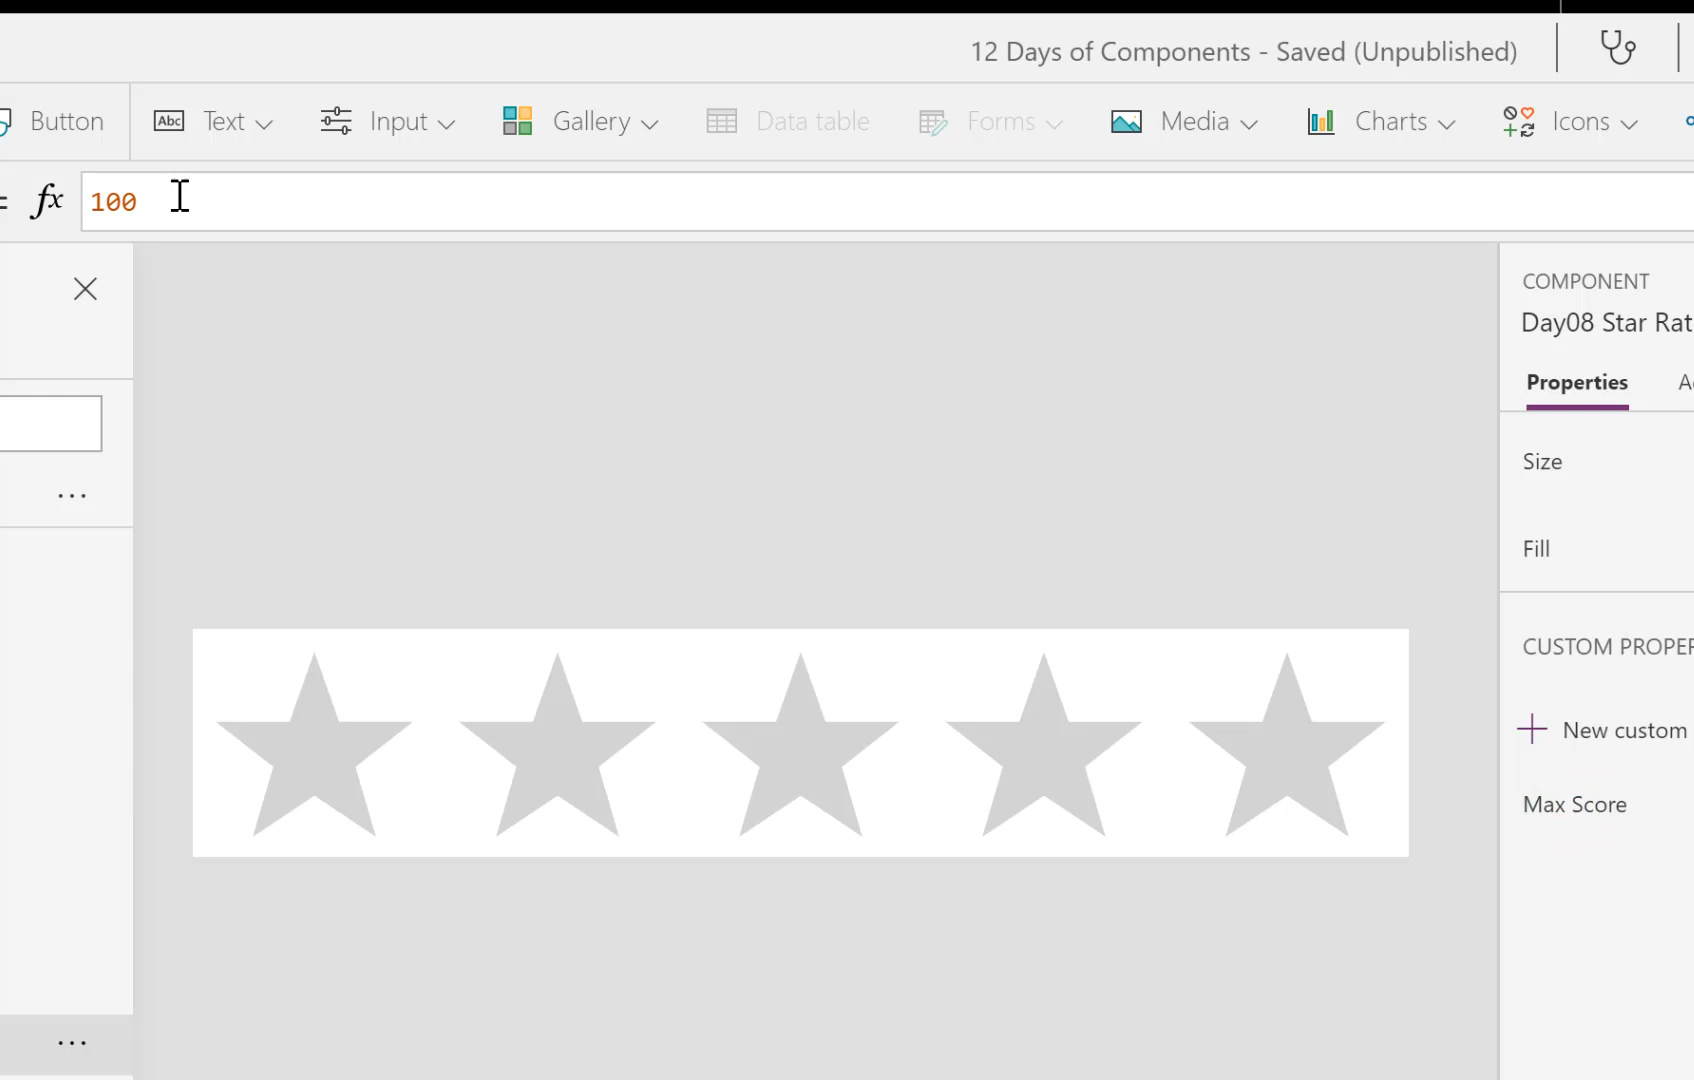 12 Days of Components - Saved (Unpublished)
Button Abc Text Input Gallery Data table Forms Media Charts Icons
= fx 100
COMPONENT
Day08 Star Rat
Properties
Size
Fill
CUSTOM PROPER
New custom
Max Score